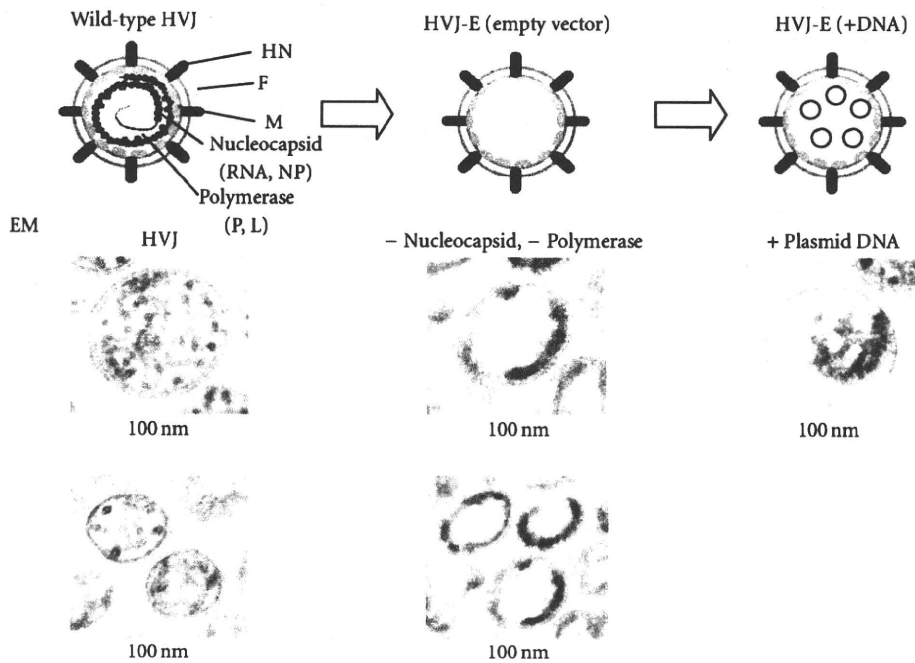 Wild-type HVJ
HVJ-E (empty vector)
HVJ-E (+DNA)
HN
F
M
Nucleocapsid
(RNA, NP)
Polymerase
(P, L)
EM
HVJ
– Nucleocapsid, – Polymerase
+ Plasmid DNA
100 nm
100 nm
100 nm
100 nm
100 nm